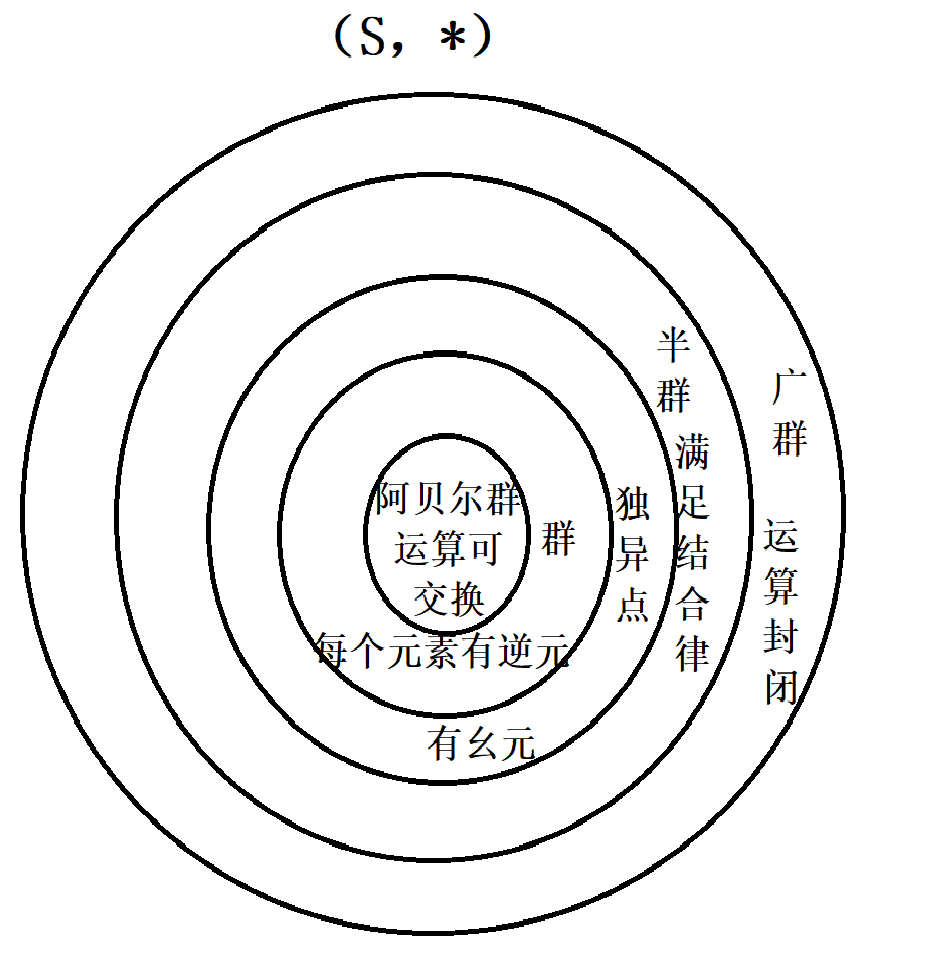 (S, *)
广群 运算封闭
半群 满足结合律
独异点
有幺元
群
每个元素有逆元
阿贝尔群
运算可
交换